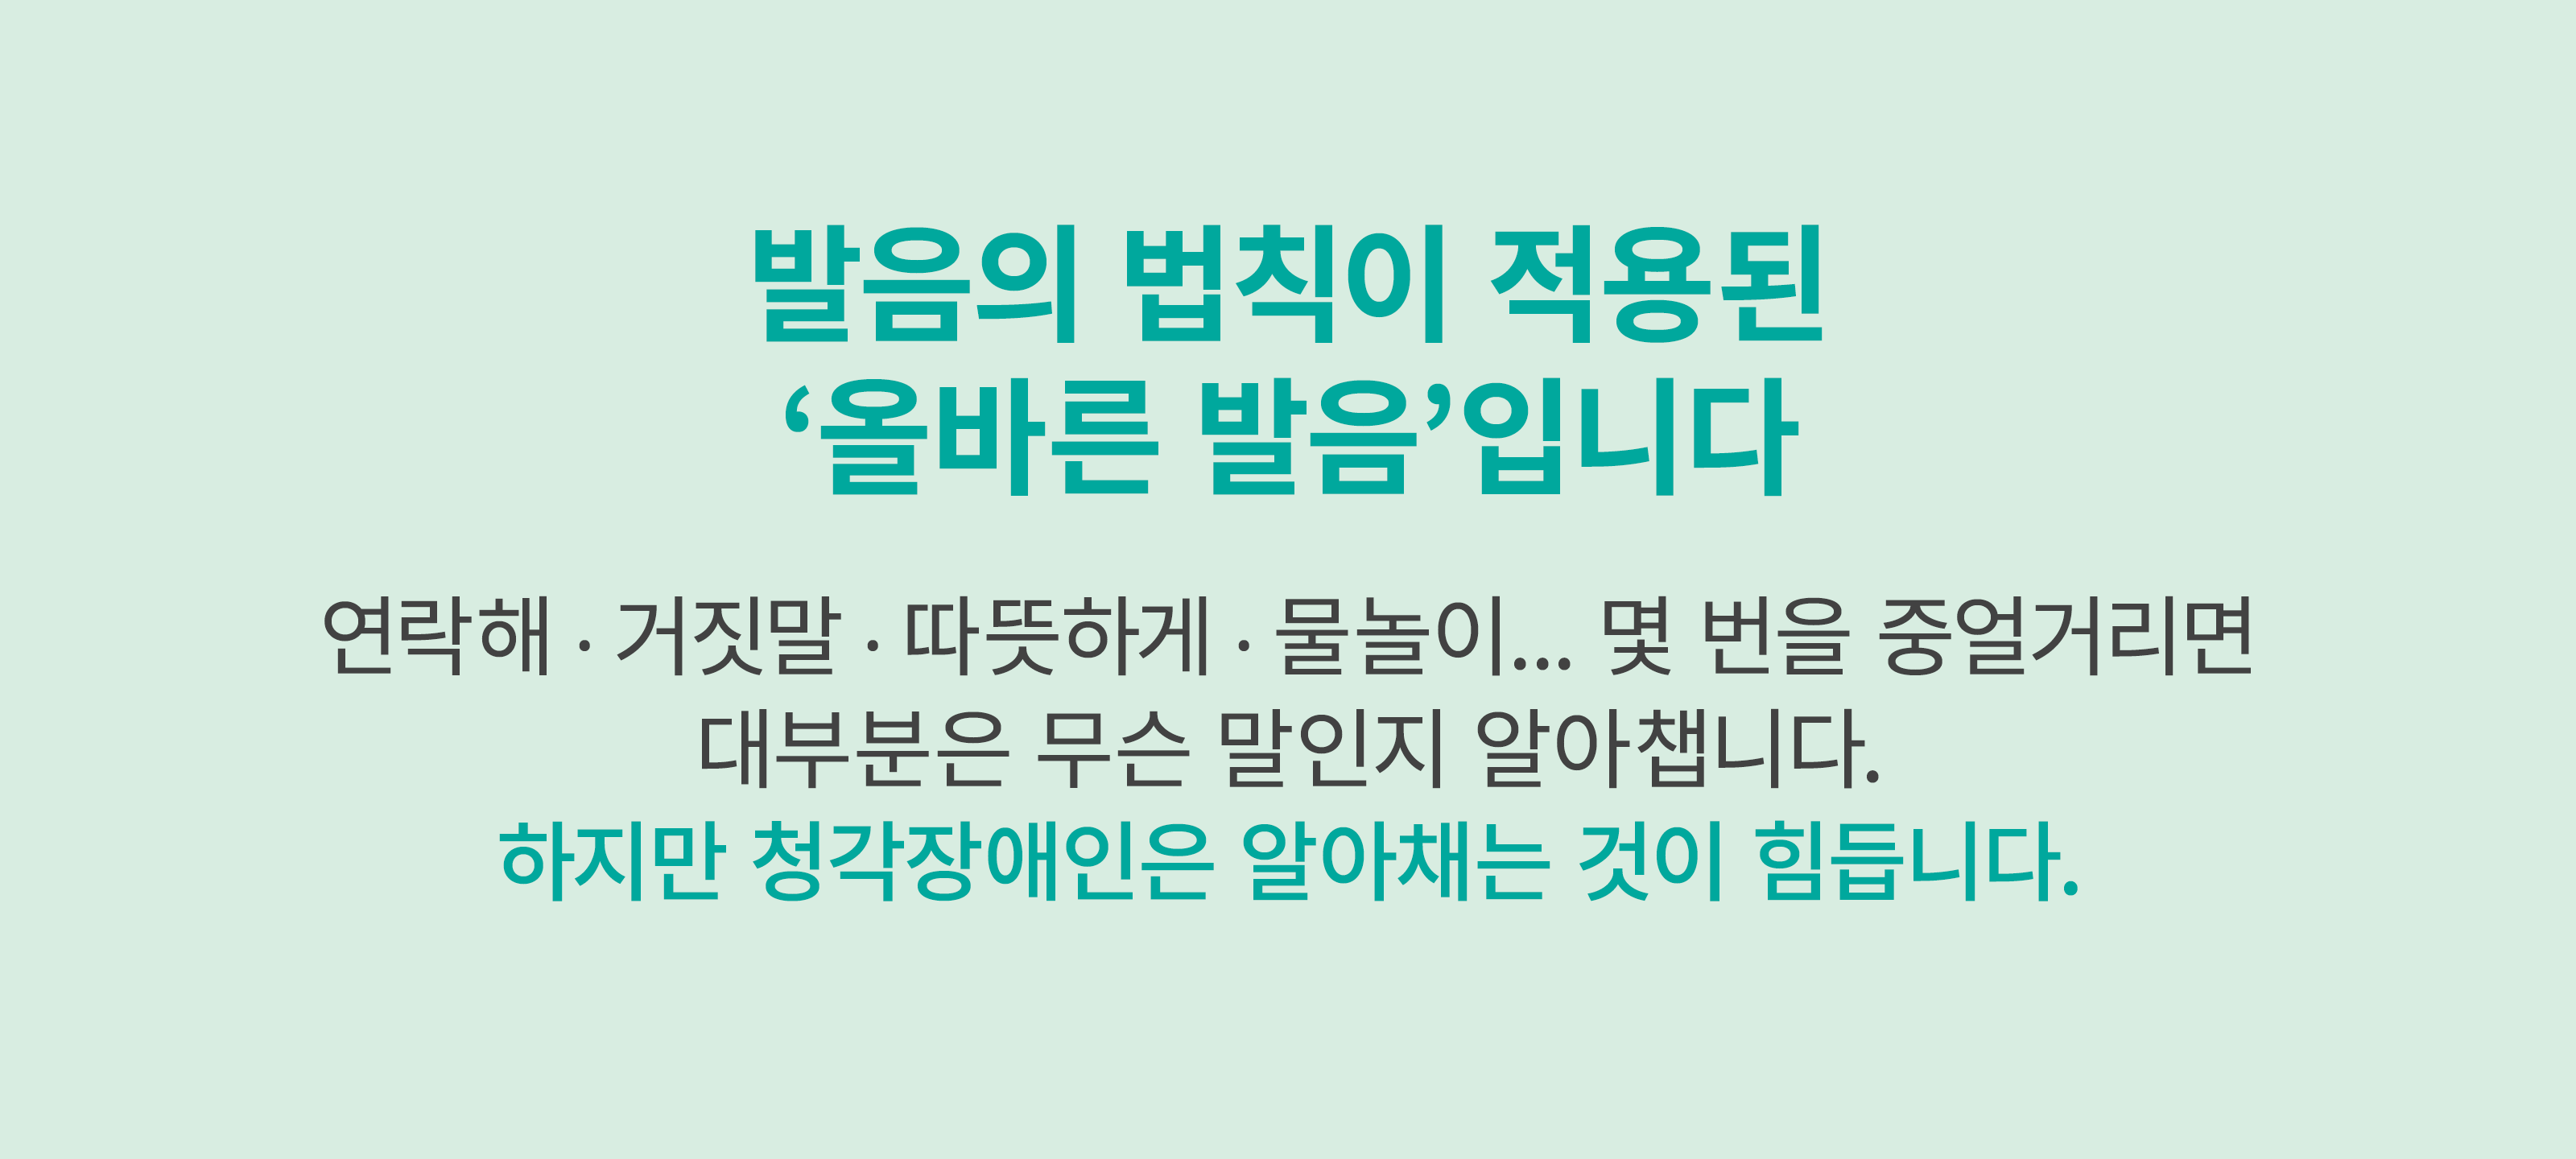 발음의 법칙이 적용된
‘올바른 발음’입니다
연락해 · 거짓말 · 따뜻하게 · 물놀이... 몇 번을 중얼거리면
대부분은 무슨 말인지 알아챕니다.
하지만 청각장애인은 알아채는 것이 힘듭니다.